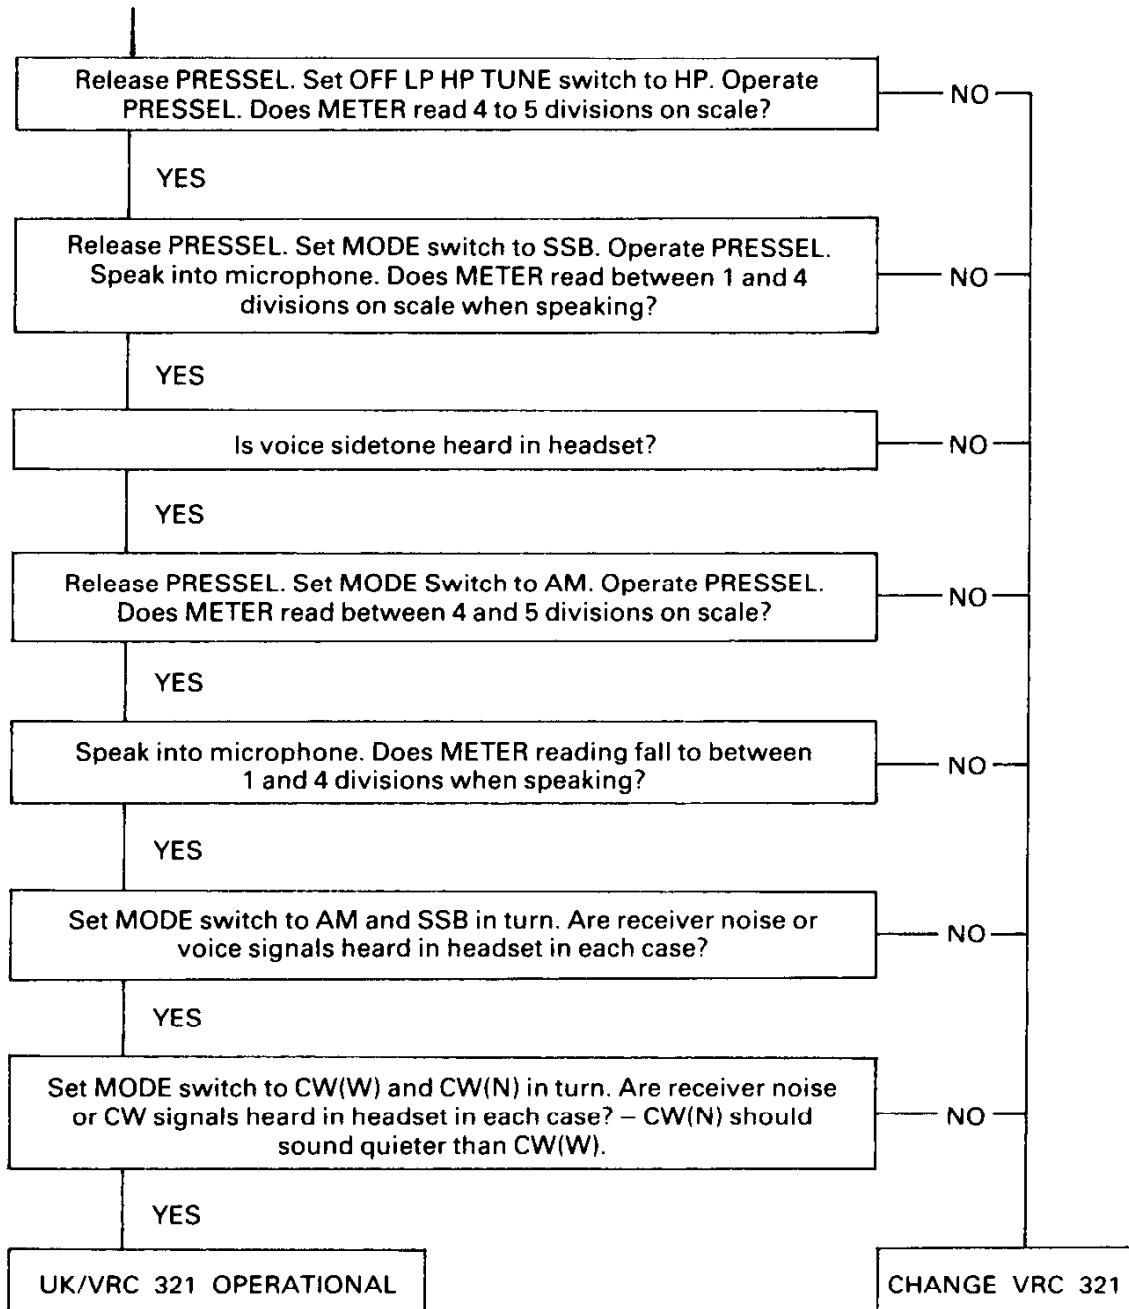 Release PRESSEL. Set OFF LP HP TUNE switch to HP. Operate
PRESSEL. Does METER read 4 to 5 divisions on scale?
NO
YES
Release PRESSEL. Set MODE switch to SSB. Operate PRESSEL.
Speak into microphone. Does METER read between 1 and 4
divisions on scale when speaking?
NO
YES
Is voice sidetone heard in headset?
NO
YES
Release PRESSEL. Set MODE Switch to AM. Operate PRESSEL.
Does METER read between 4 and 5 divisions on scale?
NO
YES
Speak into microphone. Does METER reading fall to between
1 and 4 divisions when speaking?
NO
YES
Set MODE switch to AM and SSB in turn. Are receiver noise or
voice signals heard in headset in each case?
NO
YES
Set MODE switch to CW(W) and CW(N) in turn. Are receiver noise
or CW signals heard in headset in each case? – CW(N) should
sound quieter than CW(W).
NO
YES
UK/VRC 321 OPERATIONAL
CHANGE VRC 321